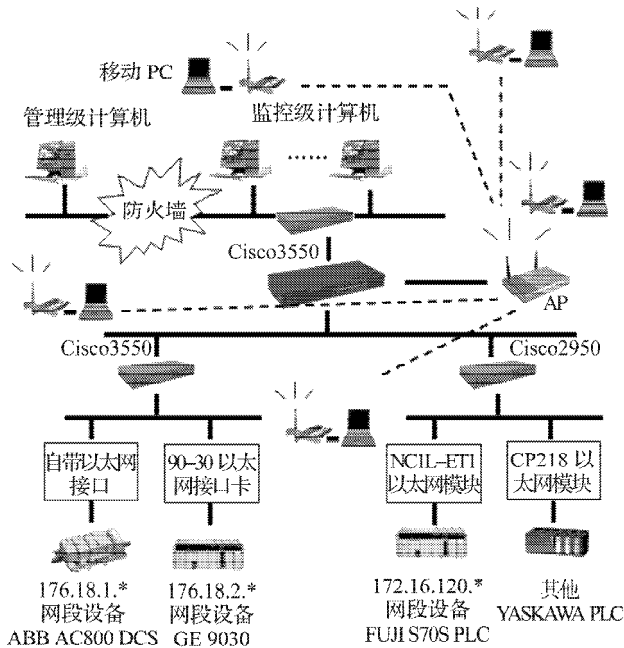 移动 PC
管理级计算机
监控级计算机
防火墙
Cisco3550
AP
Cisco3550
Cisco2950
自带以太网
接口
90–30 以太
网接口卡
NC1L–ET1
以太网模块
CP218 以
太网模块
176.18.1.*
网段设备
ABB AC800 DCS
176.18.2.*
网段设备
GE 9030
172.16.120.*
网段设备
FUJI S70S PLC
其他
YASKAWA PLC